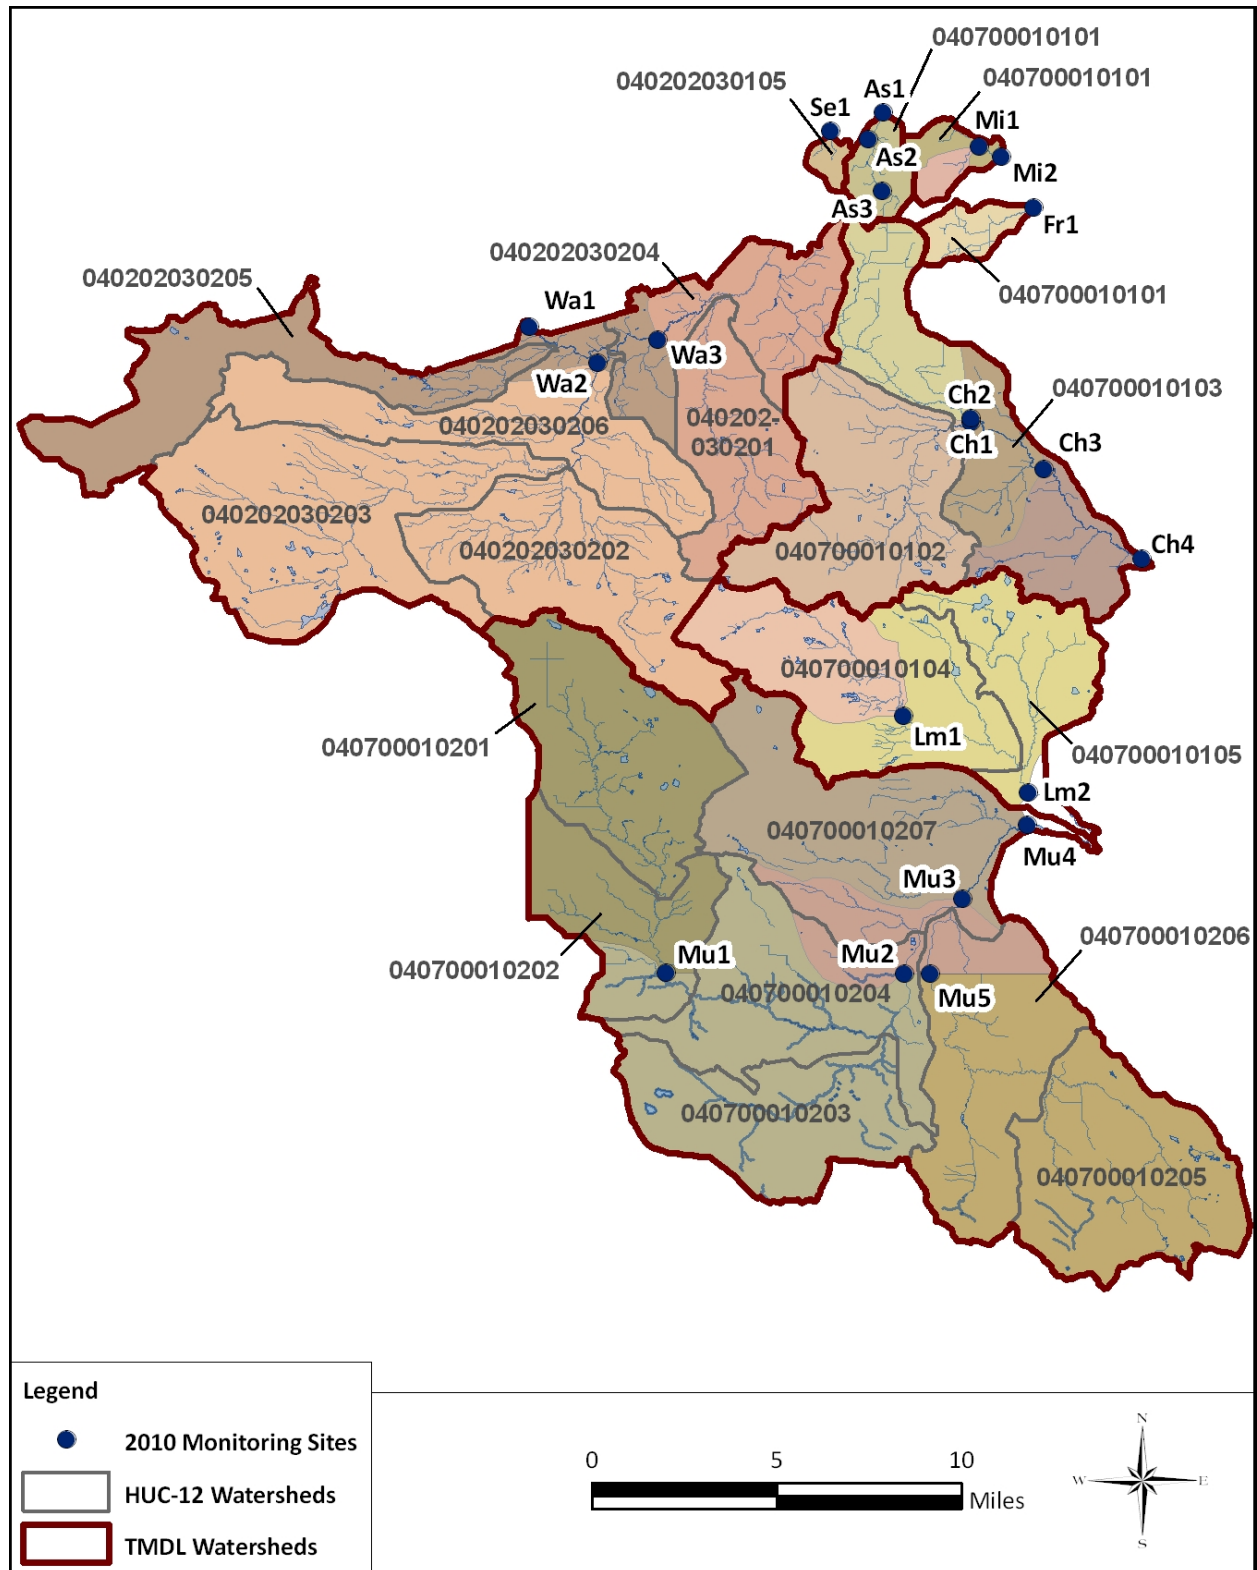 040700010101
040700010101
040202030105
As1
Se1
Mi1
As2
Mi2
As3
Fr1
040202030204
040202030205
040700010101
Wa1
Wa3
Wa2
040700010103
Ch2
040202-
030201
040202030206
Ch1
Ch3
040202030203
040202030202
040700010102
Ch4
040700010104
Lm1
040700010201
040700010105
Lm2
040700010207
Mu4
Mu3
040700010206
Mu1
Mu2
040700010202
040700010204
Mu5
040700010203
040700010205
Legend
2010 Monitoring Sites
HUC-12 Watersheds
TMDL Watersheds
0 5 10
Miles
N
W E
S